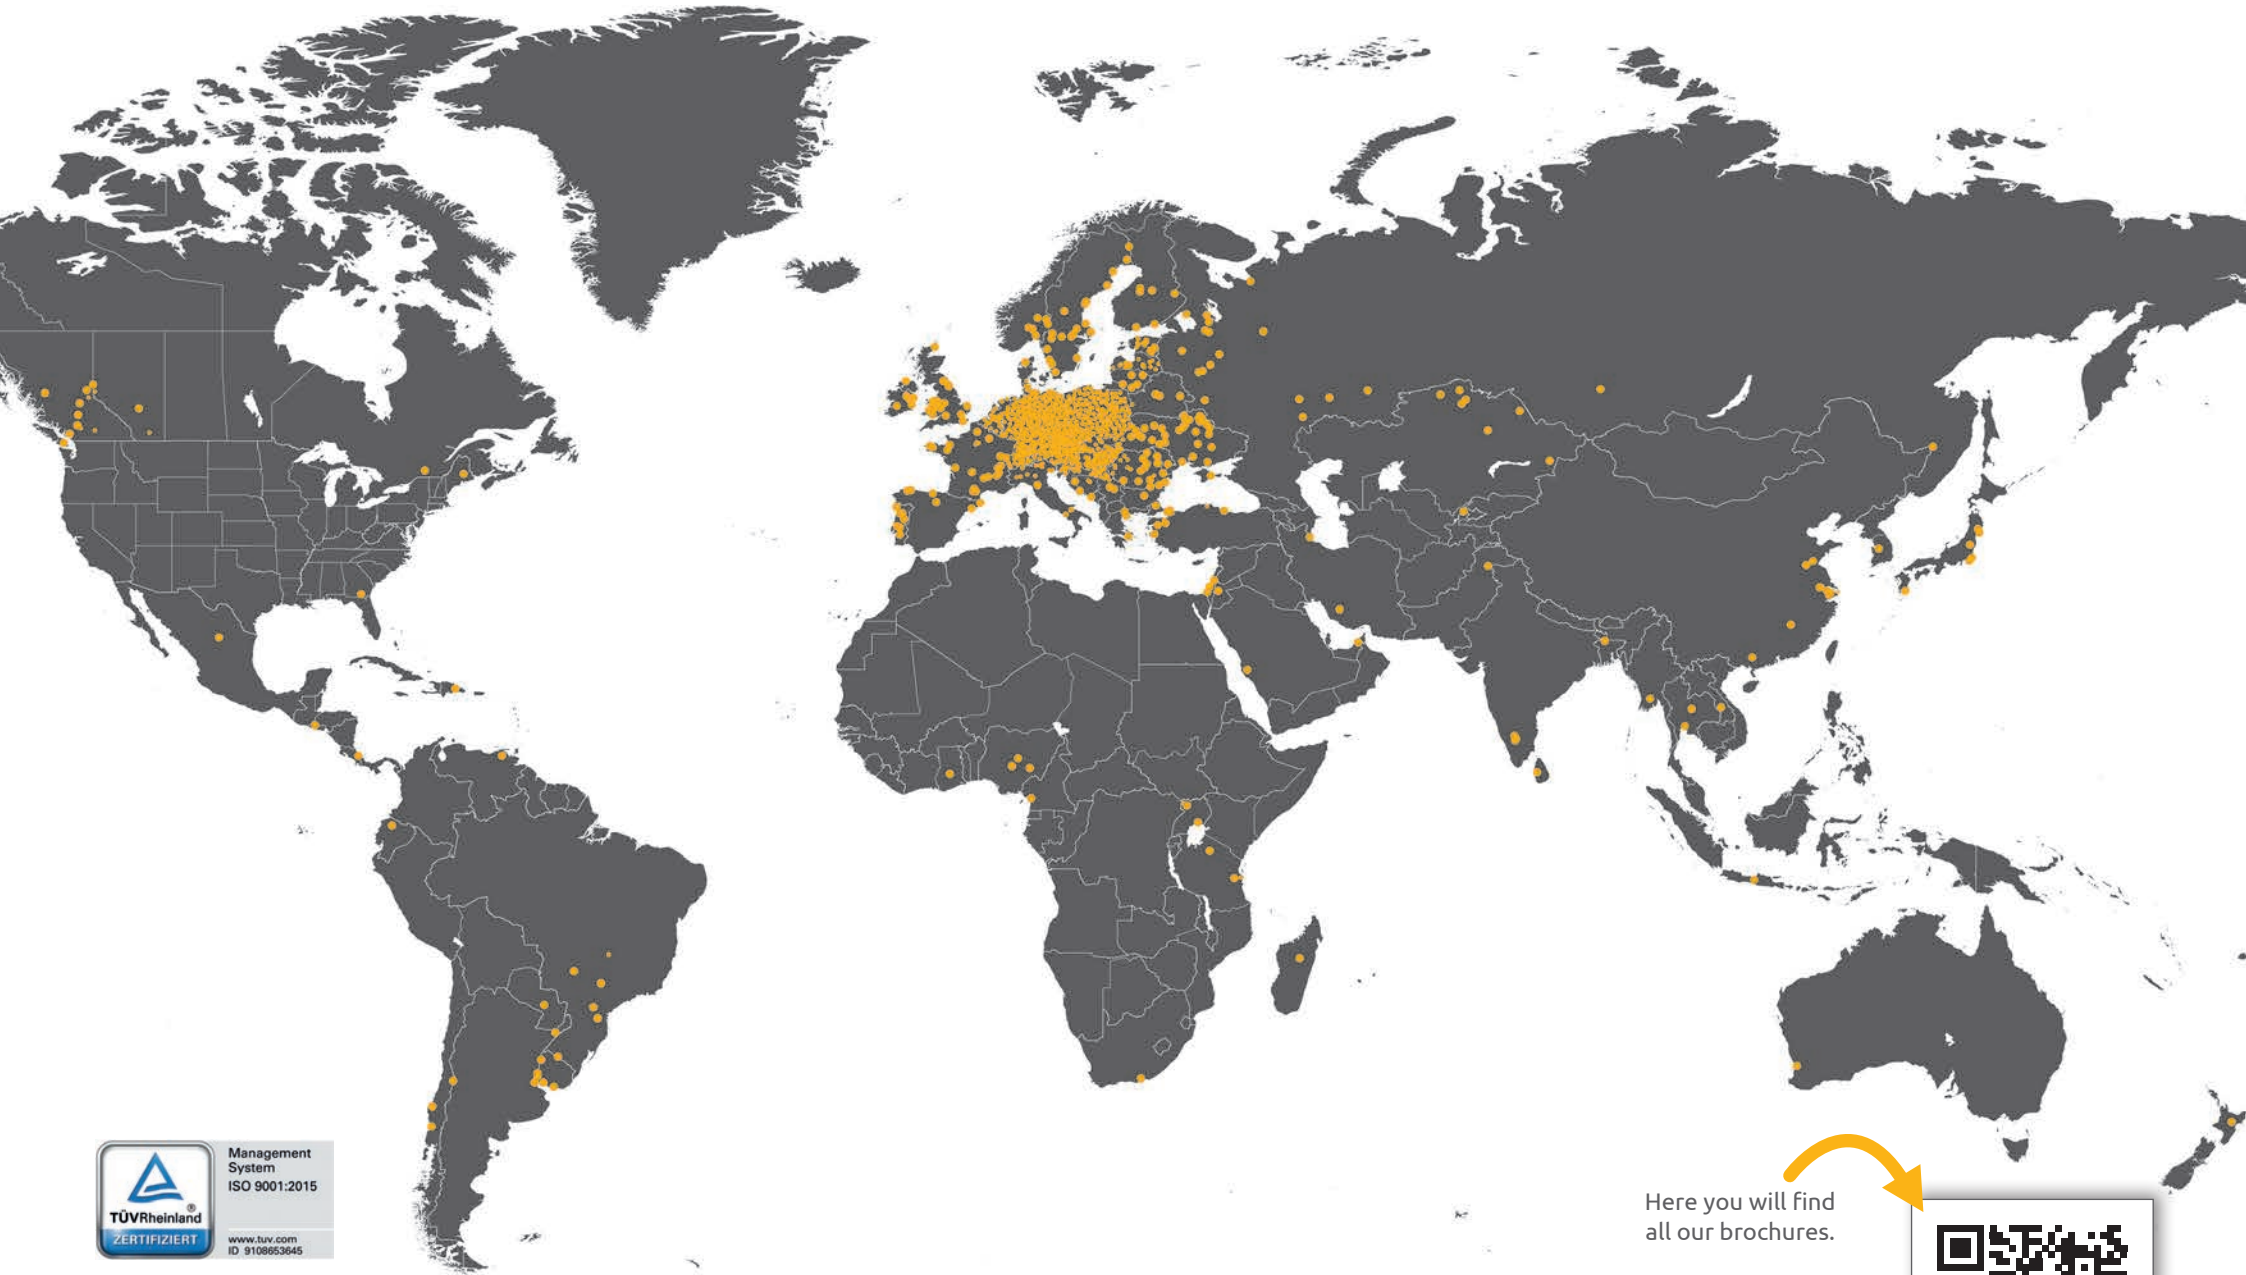 Management
System
ISO 9001:2015
®
TÜVRheinland
ZERTIFIZIERT
www.tuv.com
ID 9108653645
Here you will find
all our brochures.